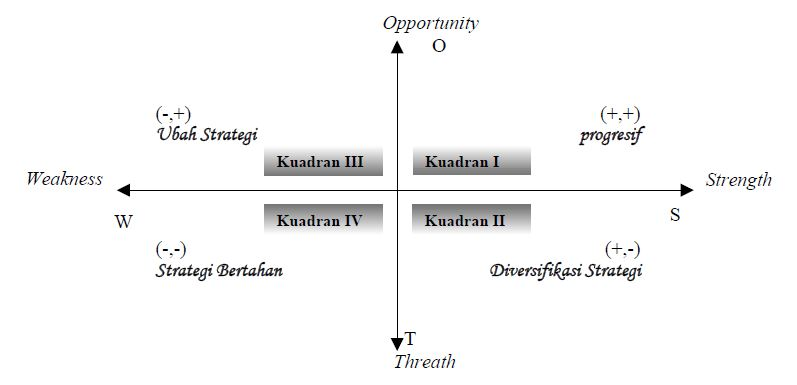 Opportunity
O
(-,+)
Ubah Strategi
(+,+)
progresif
Kuadran III
Kuadran I
Weakness
Strength
W
S
Kuadran IV
Kuadran II
(-,-)
Strategi Bertahan
(+,-)
Diversifikasi Strategi
T
Threath